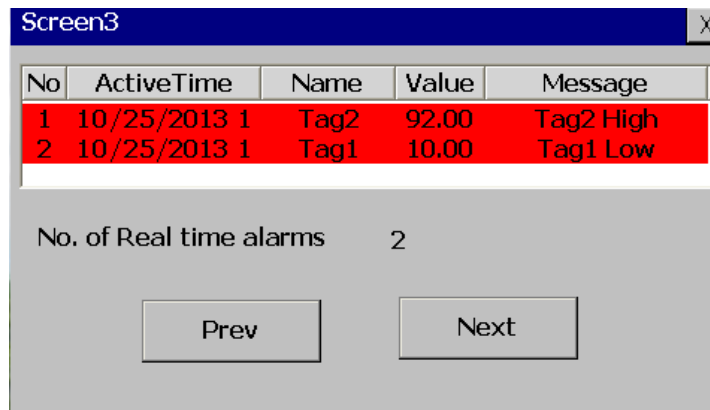 Screen3 X
No ActiveTime Name Value Message
1 10/25/2013 1 Tag2 92.00 Tag2 High
2 10/25/2013 1 Tag1 10.00 Tag1 Low
No. of Real time alarms 2
Prev Next